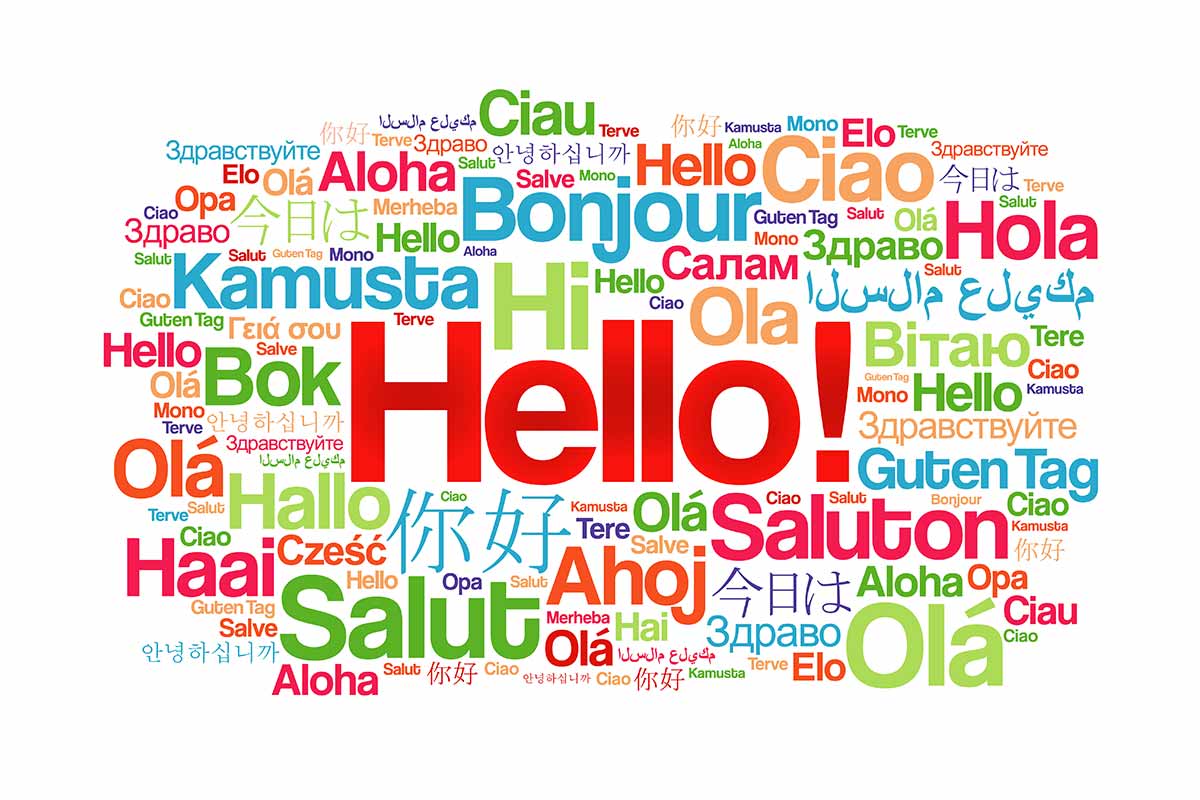 Ciau
你好
السلام عليكم
Terve
你好
Kamusta
Mono
Elo
Terve
Terve
Здраво
Здравствуйте
Salut
안녕하십니까
Hello
Aloha
Ciao
Здравствуйте
Elo
Olá
Aloha
Bonjour
Salve
Mono
今日は
Terve
Opa
Ciao
今日は
Merheba
Guten Tag
Salut
Olá
Salut
Hola
Здраво
Hello
Aloha
Mono
Здраво
Salut
Salut
Guten Tag
Mono
Kamusta
Hi
Hello
Салам
Salut
السلام عليكم
Ciao
Ciao
Ola
Guten Tag
Γειά σου
Terve
Hello!
Вітаю
Tere
Hello
Salve
Bok
Ciao
Olá
Guten Tag
Mono
Hello
Kamusta
Mono
Terve
안녕하십니까
Здравствуйте
Здравствуйте
Olá
السلام عليكم
Guten Tag
Hallo
Salut
Terve
你好
Ciao
Kamusta
Olá
Ciao
Salut
Bonjour
Ciao
Saluton
Kamusta
Tere
Ciao
Haai
Cześć
Salve
你好
Ahoj
Hello
Opa
Salut
今日は
Aloha
Opa
Salut
Guten Tag
Salve
Merheba
Hai
Здраво
Olá
Ciau
Ciao
안녕하십니까
Olá
السلام عليكم
Terve
Elo
Aloha
Salut
你好
Ciao
안녕하십니까
Ciao
你好
Kamusta